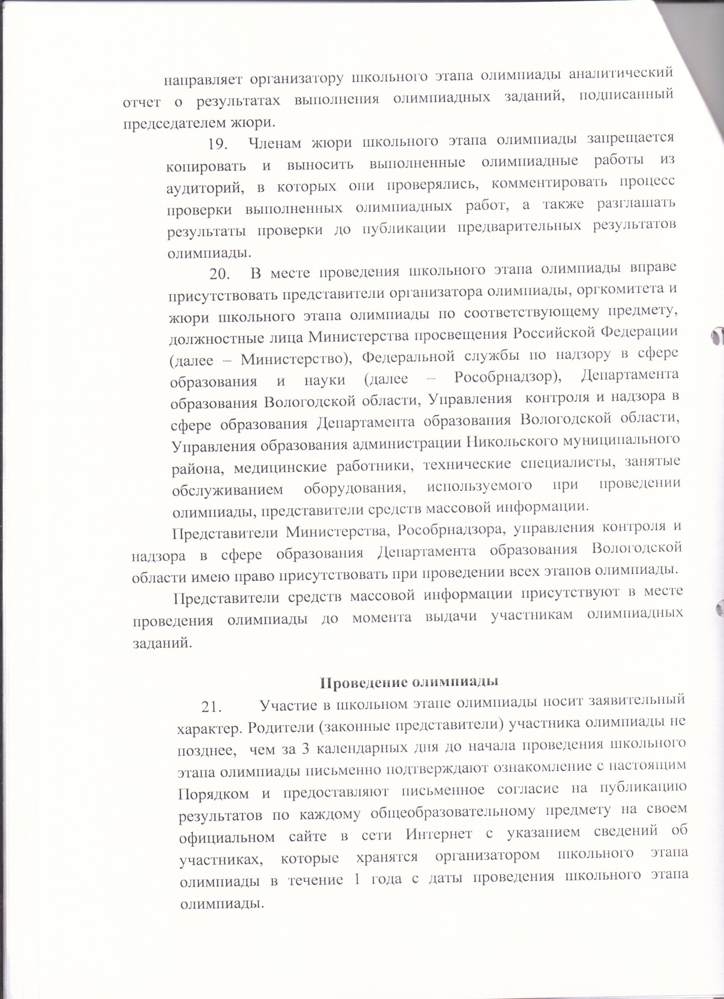 направляет организатору школьного этапа олимпиады аналитический
отчет о результатах выполнения олимпиадных заданий, подписанный
председателем жюри.
19. Членам жюри школьного этапа олимпиады запрещается
копировать и выносить выполненные олимпиадные работы из
аудиторий, в которых они проверялись, комментировать процесс
проверки выполненных олимпиадных работ, а также разглашать
результаты проверки до публикации предварительных результатов
олимпиады.
20. В месте проведения школьного этапа олимпиады вправе
присутствовать представители организатора олимпиады, оргкомитета и
жюри школьного этапа олимпиады по соответствующему предмету,
должностные лица Министерства просвещения Российской Федерации
(далее – Министерство), Федеральной службы по надзору в сфере
образования и науки (далее – Рособрнадзор), Департамента
образования Вологодской области, Управления контроля и надзора в
сфере образования Департамента образования Вологодской области,
Управления образования администрации Никольского муниципального
района, медицинские работники, технические специалисты, занятые
обслуживанием оборудования, используемого при проведении
олимпиады, представители средств массовой информации.
Представители Министерства, Рособрнадзора, управления контроля и
надзора в сфере образования Департамента образования Вологодской
области имею право присутствовать при проведении всех этапов олимпиады.
Представители средств массовой информации присутствуют в месте
проведения олимпиады до момента выдачи участникам олимпиадных
заданий.
Проведение олимпиады
21. Участие в школьном этапе олимпиады носит заявительный
характер. Родители (законные представители) участника олимпиады не
позднее, чем за 3 календарных дня до начала проведения школьного
этапа олимпиады письменно подтверждают ознакомление с настоящим
Порядком и предоставляют письменное согласие на публикацию
результатов по каждому общеобразовательному предмету на своем
официальном сайте в сети Интернет с указанием сведений об
участниках, которые хранятся организатором школьного этапа
олимпиады в течение 1 года с даты проведения школьного этапа
олимпиады.